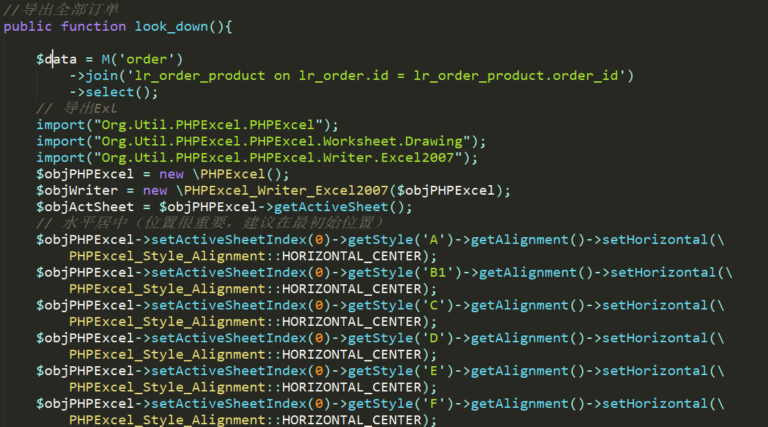 //导出全部订单
public function look_down(){
$data = M('order')
->join('lr_order_product on lr_order.id = lr_order_product.order_id')
->select();
// 导出Exl
import("Org.Util.PHPExcel.PHPExcel");
import("Org.Util.PHPExcel.PHPExcel.Worksheet.Drawing");
import("Org.Util.PHPExcel.PHPExcel.Writer.Excel2007");
$objPHPExcel = new \PHPExcel();
$objWriter = new \PHPExcel_Writer_Excel2007($objPHPExcel);
$objActSheet = $objPHPExcel->getActiveSheet();
// 水平居中（位置很重要，建议在最初始位置）
$objPHPExcel->setActiveSheetIndex(0)->getStyle('A')->getAlignment()->setHorizontal(\
PHPExcel_Style_Alignment::HORIZONTAL_CENTER);
$objPHPExcel->setActiveSheetIndex(0)->getStyle('B1')->getAlignment()->setHorizontal(\
PHPExcel_Style_Alignment::HORIZONTAL_CENTER);
$objPHPExcel->setActiveSheetIndex(0)->getStyle('C')->getAlignment()->setHorizontal(\
PHPExcel_Style_Alignment::HORIZONTAL_CENTER);
$objPHPExcel->setActiveSheetIndex(0)->getStyle('D')->getAlignment()->setHorizontal(\
PHPExcel_Style_Alignment::HORIZONTAL_CENTER);
$objPHPExcel->setActiveSheetIndex(0)->getStyle('E')->getAlignment()->setHorizontal(\
PHPExcel_Style_Alignment::HORIZONTAL_CENTER);
$objPHPExcel->setActiveSheetIndex(0)->getStyle('F')->getAlignment()->setHorizontal(\
PHPExcel_Style_Alignment::HORIZONTAL_CENTER);